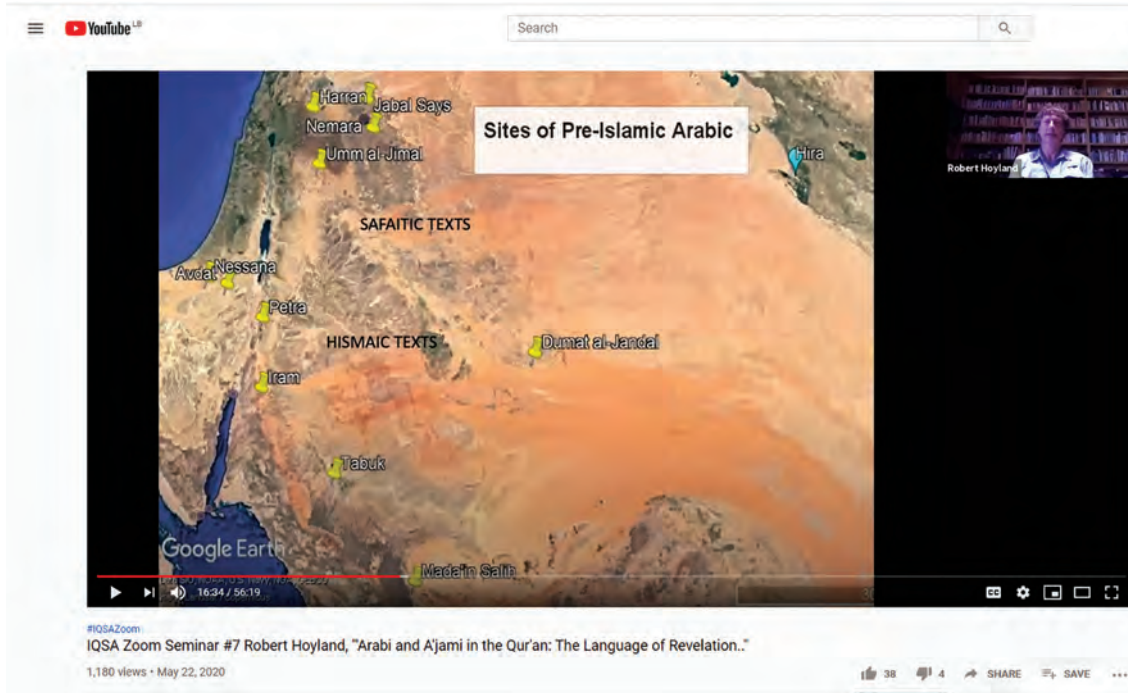 YouTube LB
Search
Harran
Jabal Says
Nemara
Sites of Pre-Islamic Arabic
Umm al-Jimal
Hira
Robert Hoyland
SAFAITIC TEXTS
Nessana
Avdat
Petra
HISMAIC TEXTS
Dumat al-Jandal
Iram
Tabuk
Google Earth
Mada'in Salih
16:34 / 56:19
CC
#IQSAZoom
IQSA Zoom Seminar #7 Robert Hoyland, "Arabi and A'jami in the Qur'an: The Language of Revelation.."
1,180 views • May 22, 2020
38
4
SHARE
SAVE